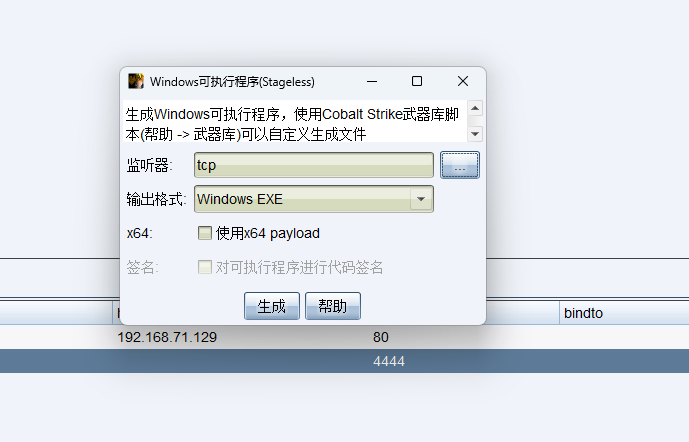 Windows可执行程序(Stageless)
生成Windows可执行程序，使用Cobalt Strike武器库脚
本(帮助 -> 武器库)可以自定义生成文件
监听器:
tcp
...
输出格式:
Windows EXE
x64:
使用x64 payload
签名:
对可执行程序进行代码签名
生成
帮助
bindto
192.168.71.129
80
4444